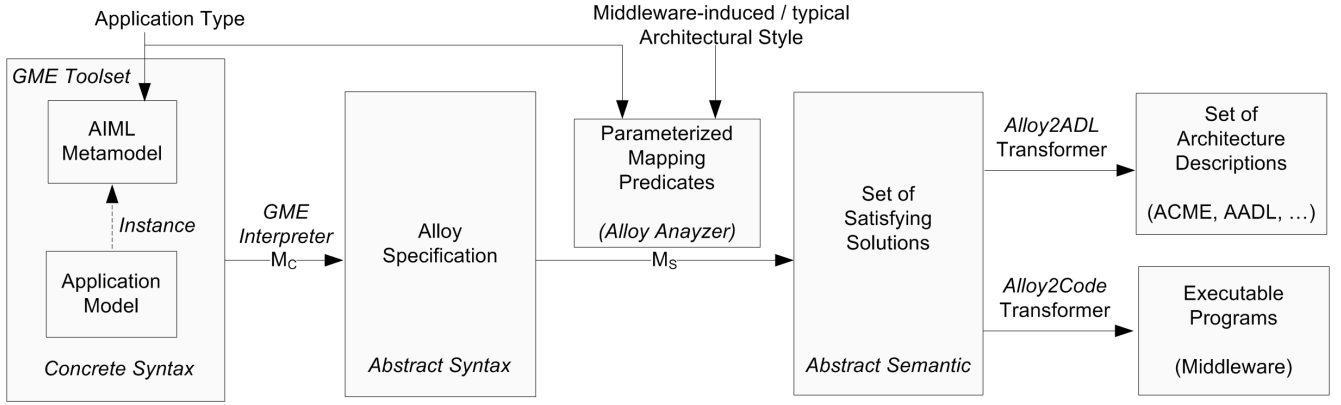 Application Type
Middleware-induced / typical
Architectural Style
GME Toolset
AIML
Metamodel
Instance
Application
Model
Concrete Syntax
GME
Interpreter
MC
Alloy
Specification
Abstract Syntax
Parameterized
Mapping
Predicates
(Alloy Anayzer)
MS
Set of
Satisfying
Solutions
Abstract Semantic
Alloy2ADL
Transformer
Set of
Architecture
Descriptions
(ACME, AADL, …)
Alloy2Code
Transformer
Executable
Programs
(Middleware)